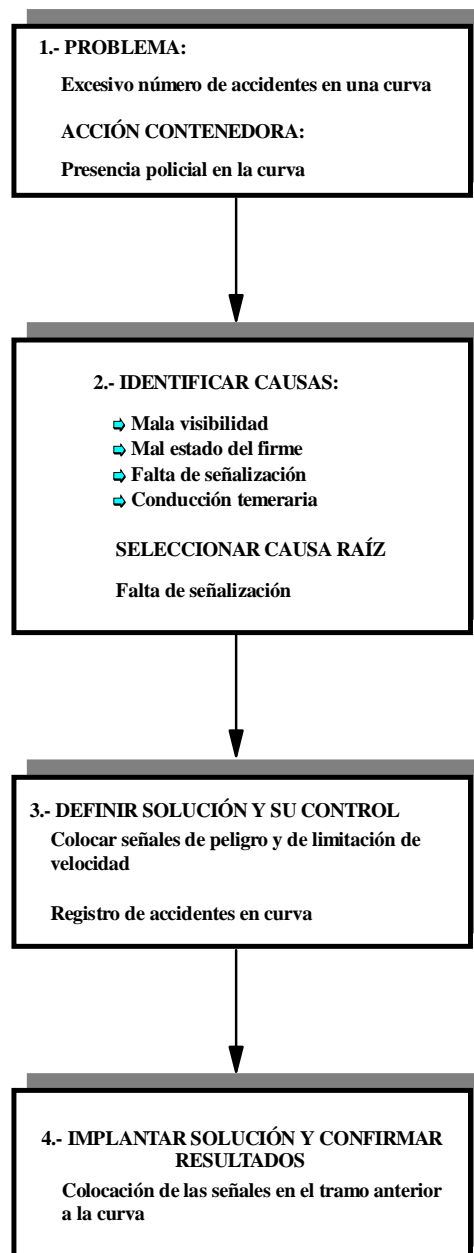 1.- PROBLEMA:
Excesivo número de accidentes en una curva
ACCIÓN CONTENEDORA:
Presencia policial en la curva
2.- IDENTIFICAR CAUSAS:
Mala visibilidad
Mal estado del firme
Falta de señalización
Conducción temeraria
SELECCIONAR CAUSA RAÍZ
Falta de señalización
3.- DEFINIR SOLUCIÓN Y SU CONTROL
Colocar señales de peligro y de limitación de
velocidad
Registro de accidentes en curva
4.- IMPLANTAR SOLUCIÓN Y CONFIRMAR
RESULTADOS
Colocación de las señales en el tramo anterior
a la curva